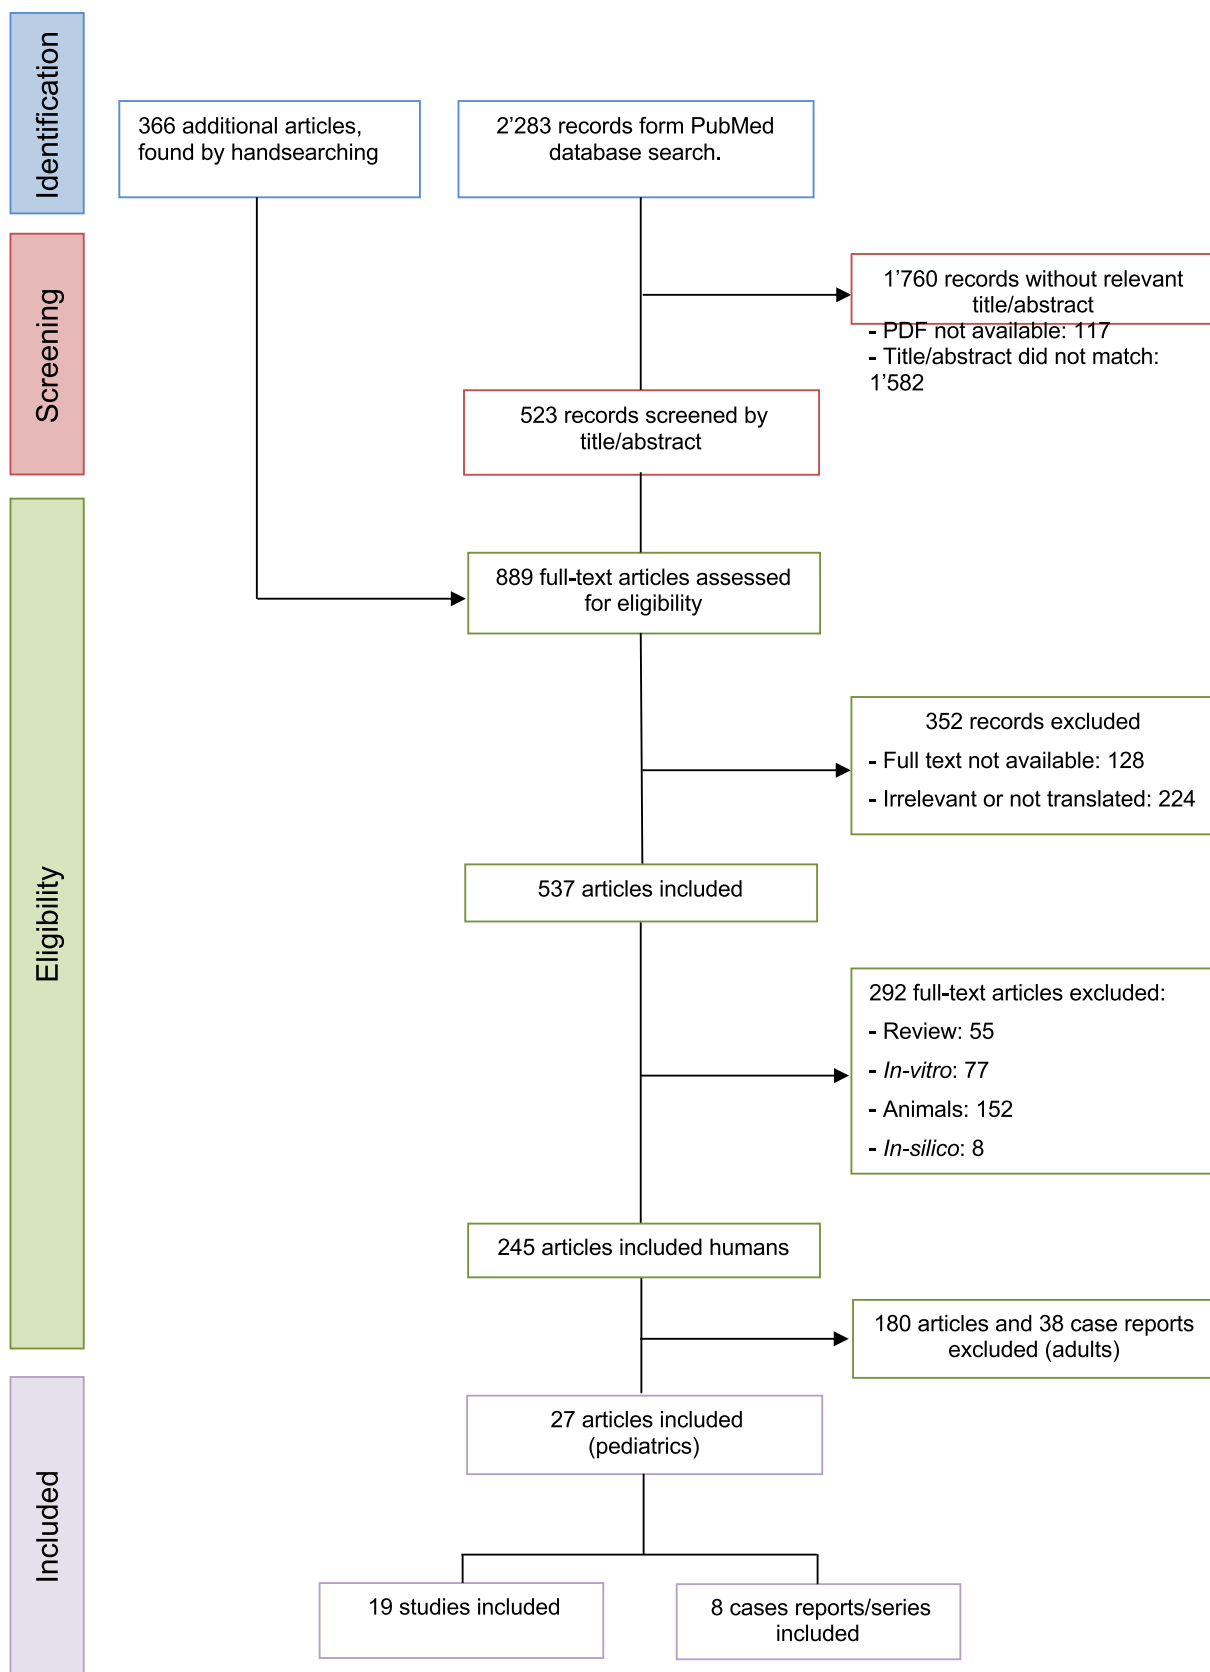 Identification
366 additional articles,
found by handsearching
2’283 records form PubMed
database search.
Screening
1’760 records without relevant
title/abstract
- PDF not available: 117
- Title/abstract did not match:
1’582
523 records screened by
title/abstract
Eligibility
889 full-text articles assessed
for eligibility
352 records excluded
- Full text not available: 128
- Irrelevant or not translated: 224
537 articles included
292 full-text articles excluded:
- Review: 55
- In-vitro: 77
- Animals: 152
- In-silico: 8
245 articles included humans
180 articles and 38 case reports
excluded (adults)
Included
27 articles included
(pediatrics)
19 studies included
8 cases reports/series
included